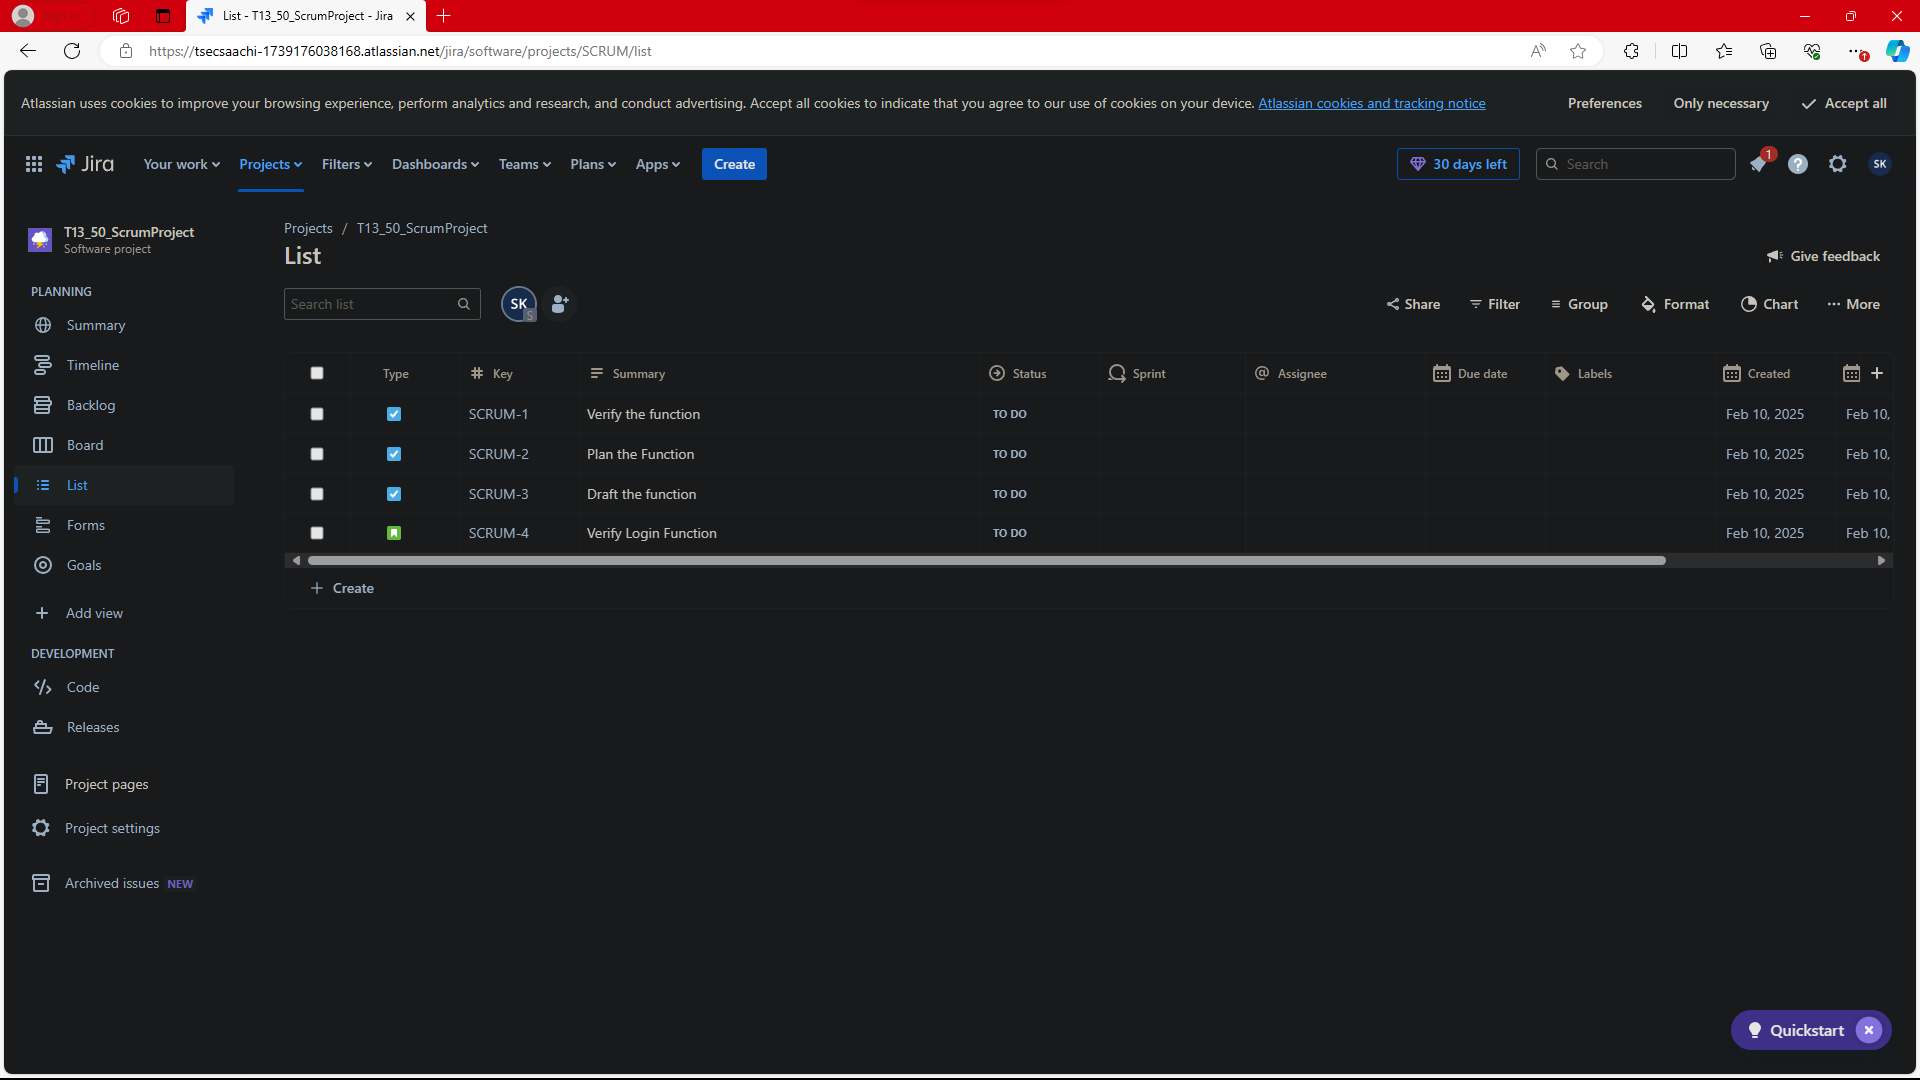 List - T13_50_ScrumProject - Jira
https://tsecsaachi-1739176038168.atlassian.net/jira/software/projects/SCRUM/list
Atlassian uses cookies to improve your browsing experience, perform analytics and research, and conduct advertising. Accept all cookies to indicate that you agree to our use of cookies on your device. Atlassian cookies and tracking notice
Preferences Only necessary Accept all
Jira Your work Projects Filters Dashboards Teams Plans Apps Create 30 days left Search 1 SK
T13_50_ScrumProject
Software project
PLANNING
Summary
Timeline
Backlog
Board
List
Forms
Goals
Add view
DEVELOPMENT
Code
Releases
Project pages
Project settings
Archived issues NEW
Projects / T13_50_ScrumProject
List
Give feedback
Search list SK S Share Filter Group Format Chart More
Type Key Summary Status Sprint Assignee Due date Labels Created
SCRUM-1 Verify the function TO DO Feb 10, 2025 Feb 10,
SCRUM-2 Plan the Function TO DO Feb 10, 2025 Feb 10,
SCRUM-3 Draft the function TO DO Feb 10, 2025 Feb 10,
SCRUM-4 Verify Login Function TO DO Feb 10, 2025 Feb 10,
Create
Quickstart